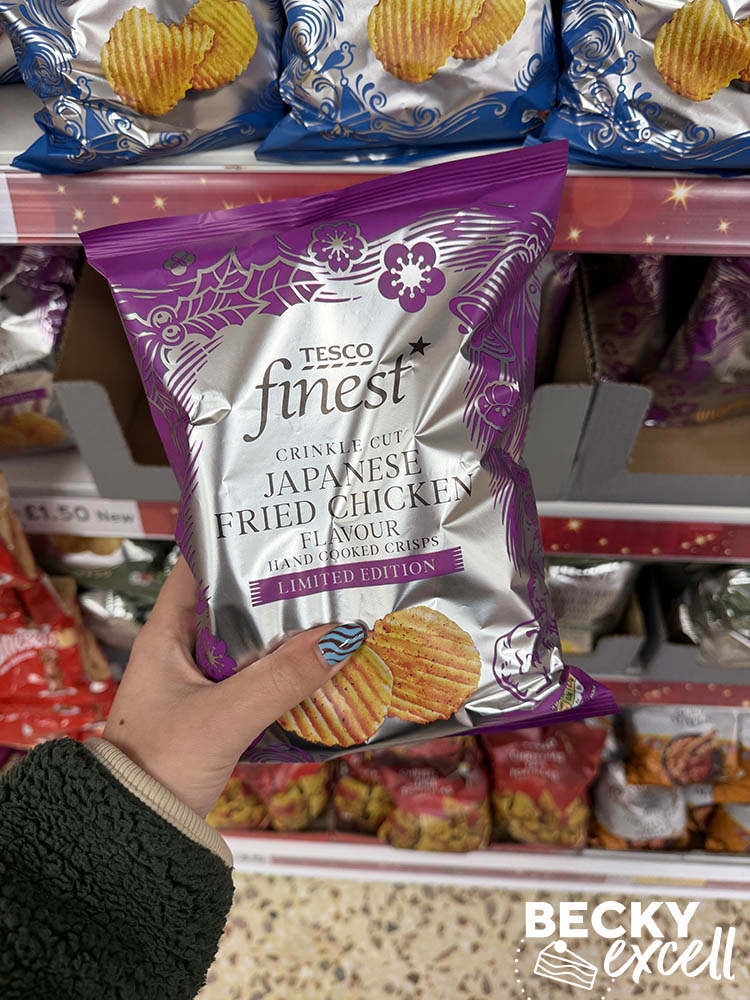 TESCO
finest*
CRINKLE CUT
JAPANESE
FRIED CHICKEN
FLAVOUR
HAND COOKED CRISPS
LIMITED EDITION
£1.50 New
BECKY
excell